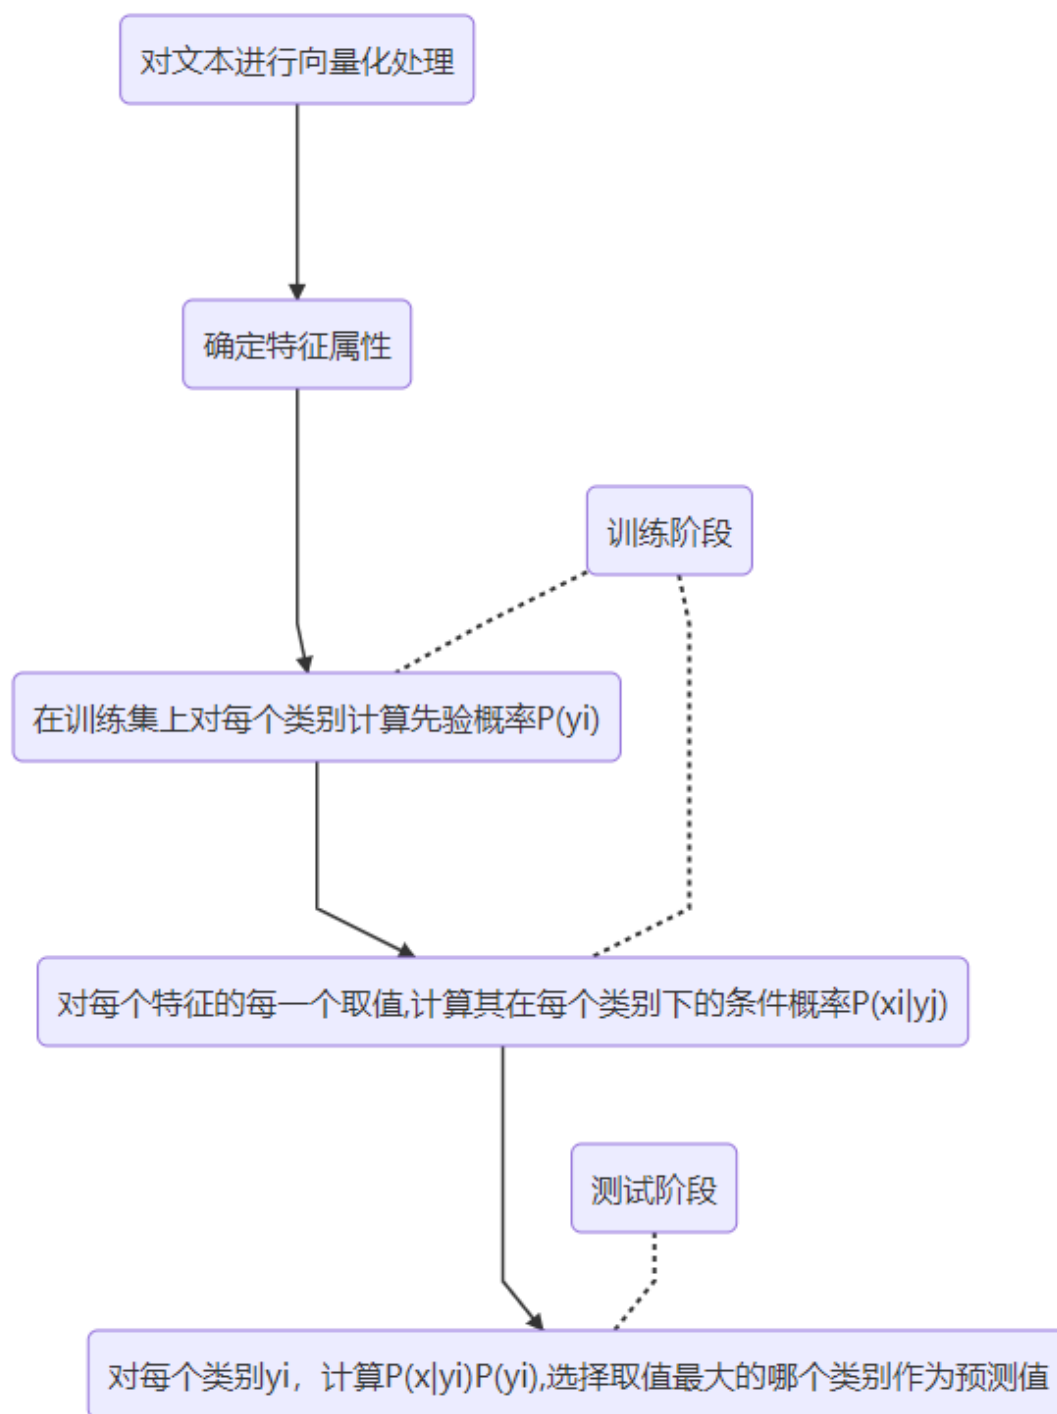 对文本进行向量化处理
确定特征属性
训练阶段
在训练集上对每个类别计算先验概率P(yi)
对每个特征的每一个取值,计算其在每个类别下的条件概率P(xi|yj)
测试阶段
对每个类别yi，计算P(x|yi)P(yi),选择取值最大的哪个类别作为预测值